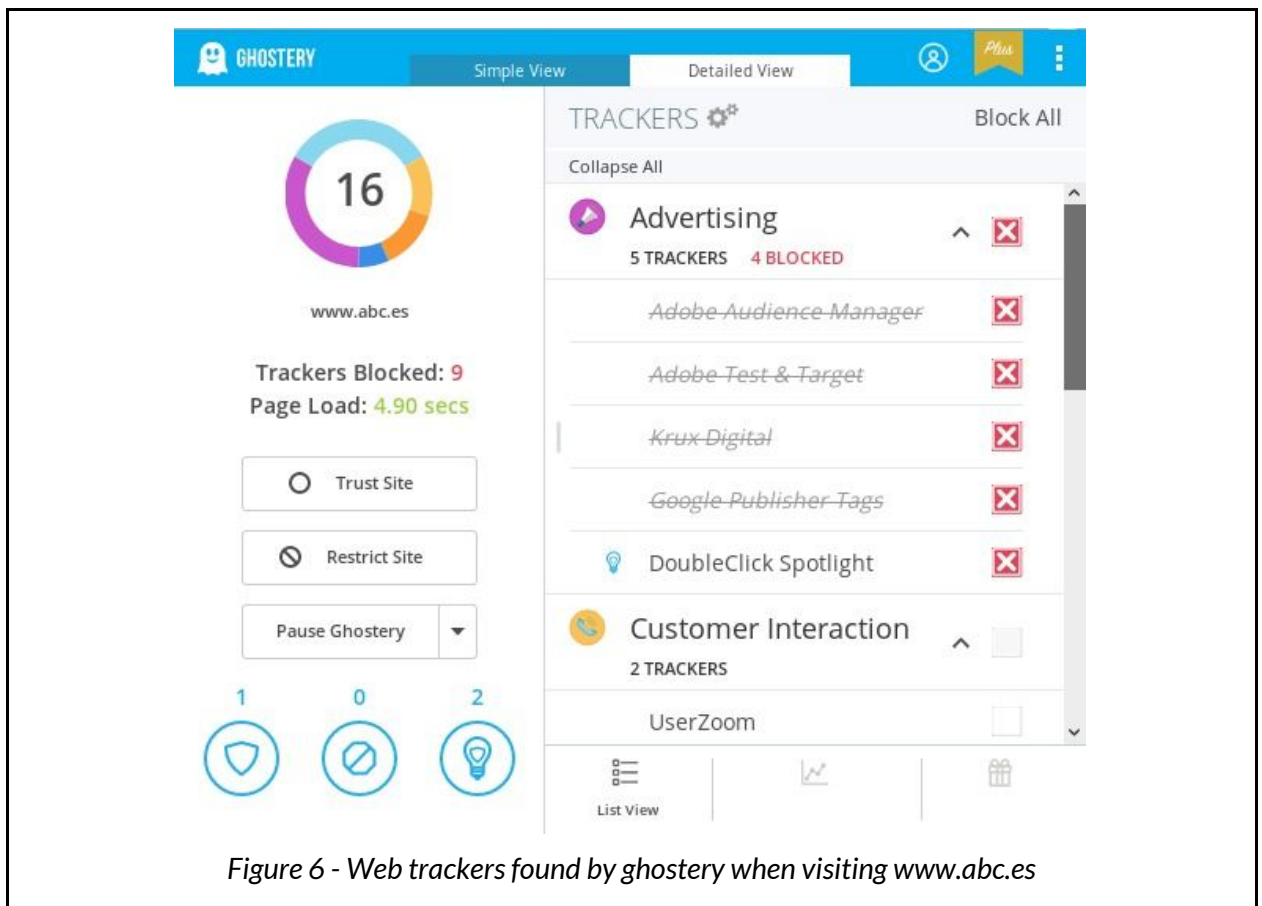 GHOSTERY
Simple View
Detailed View
Plus
16
www.abc.es
Trackers Blocked: 9
Page Load: 4.90 secs
Trust Site
Restrict Site
Pause Ghostery
1 0 2
TRACKERS
Block All
Collapse All
Advertising
5 TRACKERS 4 BLOCKED
Adobe Audience Manager
Adobe Test & Target
Krux Digital
Google Publisher Tags
DoubleClick Spotlight
Customer Interaction
2 TRACKERS
UserZoom
List View
Figure 6 - Web trackers found by ghostery when visiting www.abc.es